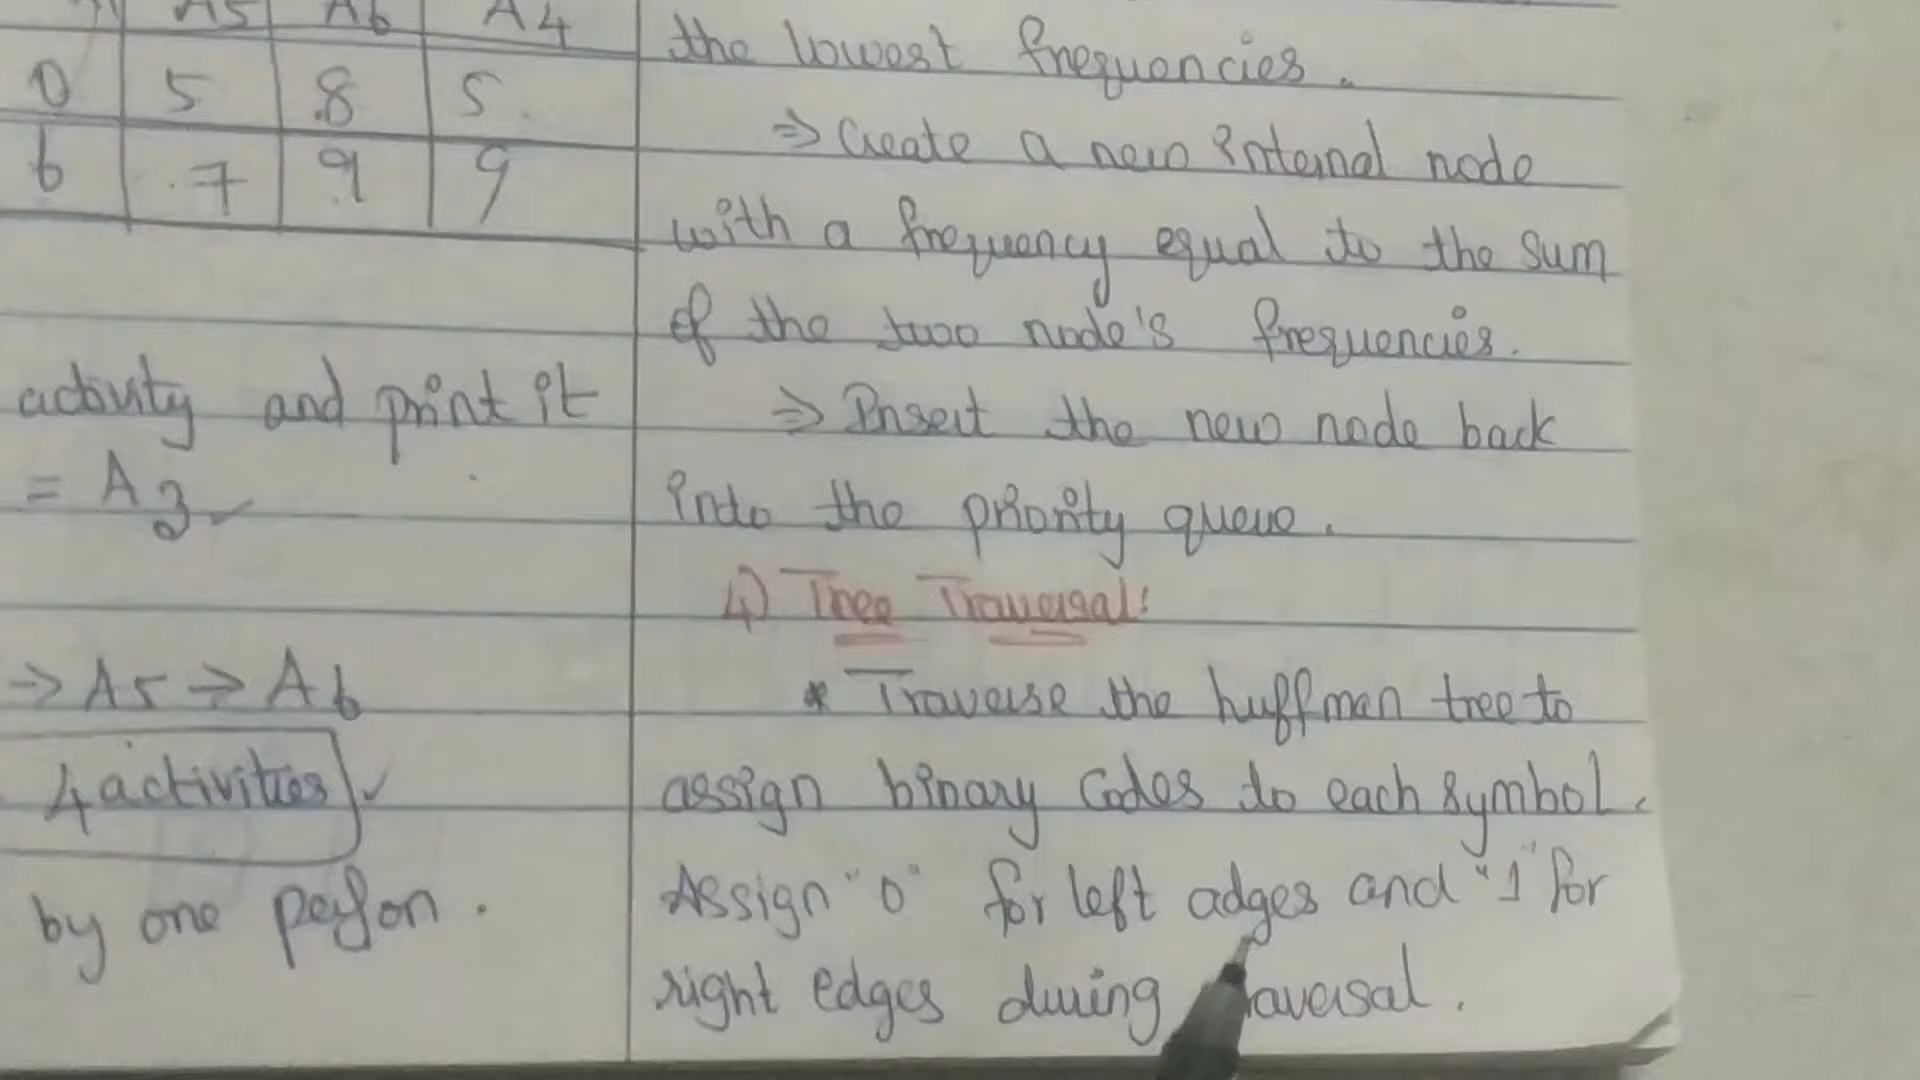 A5 A6 A4
0 5 8 5
6 7 9 9
activity and print it
= A3
→ A5 → A6
4 activities
by one person.
the lowest frequencies.
⇒ Create a new internal node
with a frequency equal to the sum
of the two node's frequencies.
⇒ Insert the new node back
into the priority queue.
4) Tree Traversal:
* Traverse the huffman tree to
assign binary codes to each symbol.
Assign "0" for left adges and "1" for
right edges during traversal.